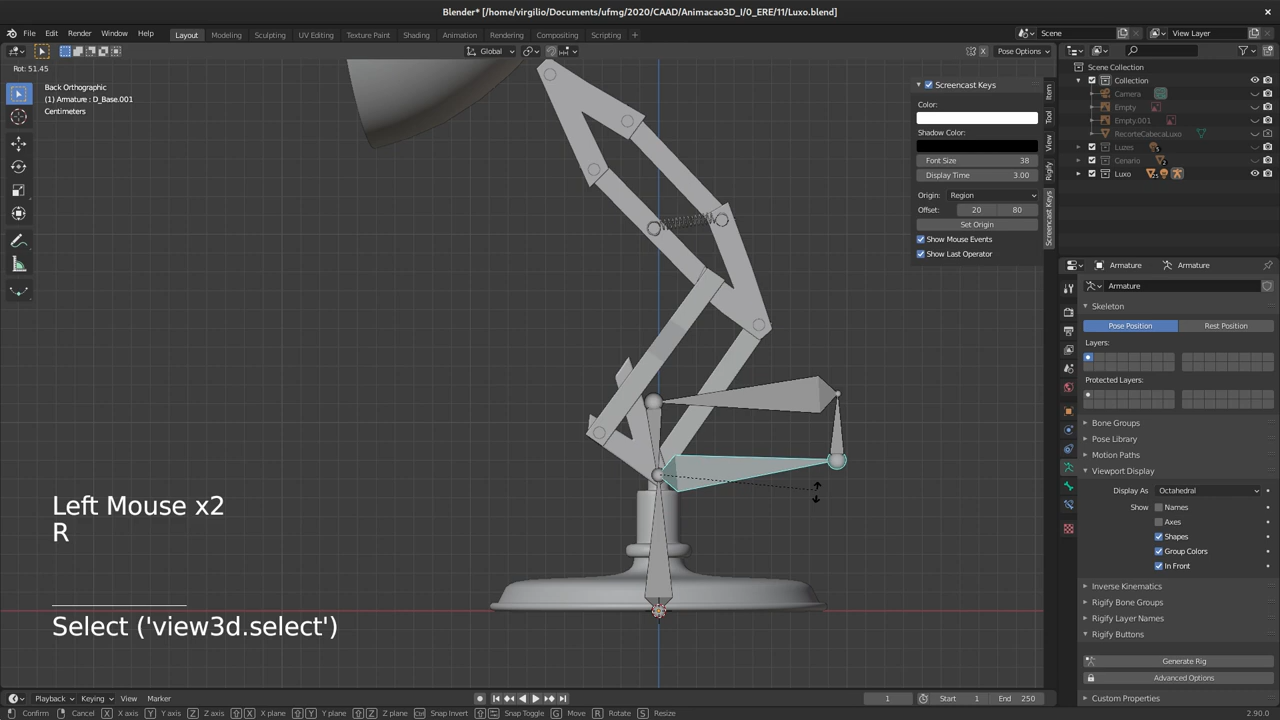 Blender* [/home/virgilio/Documents/ufmg/2020/CAAD/Animacao3D_I/0_ERE/11/Luxo.blend]
File Edit Render Window Help Layout Modeling Sculpting UV Editing Texture Paint Shading Animation Rendering Compositing Scripting + Scene View Layer
Global Pose Options
Rot: 51.45
Back Orthographic
(1) Armature : D_Base.001
Centimeters
Screencast Keys
Color:
Shadow Color:
Font Size 38
Display Time 3.00
Origin: Region
Offset: 20 80
Set Origin
Show Mouse Events
Show Last Operator
Item
Tool
View
Rigify
Screencast Keys
Scene Collection
Collection
Camera
Empty
Empty.001
RecorteCabecaLuxo
Luzes
Cenario
Luxo
Armature Armature
Armature
Skeleton
Pose Position Rest Position
Layers:
Protected Layers:
Bone Groups
Pose Library
Motion Paths
Viewport Display
Display As Octahedral
Show Names
Axes
Shapes
Group Colors
In Front
Inverse Kinematics
Rigify Bone Groups
Rigify Layer Names
Rigify Buttons
Generate Rig
Advanced Options
Custom Properties
Left Mouse x2
R
Select ('view3d.select')
Playback Keying View Marker 1 Start 1 End 250
Confirm Cancel X X axis Y Y axis Z Z axis X X plane Y Y plane Z Z plane Ctrl Snap Invert Snap Toggle G Move R Rotate S Resize 2.90.0